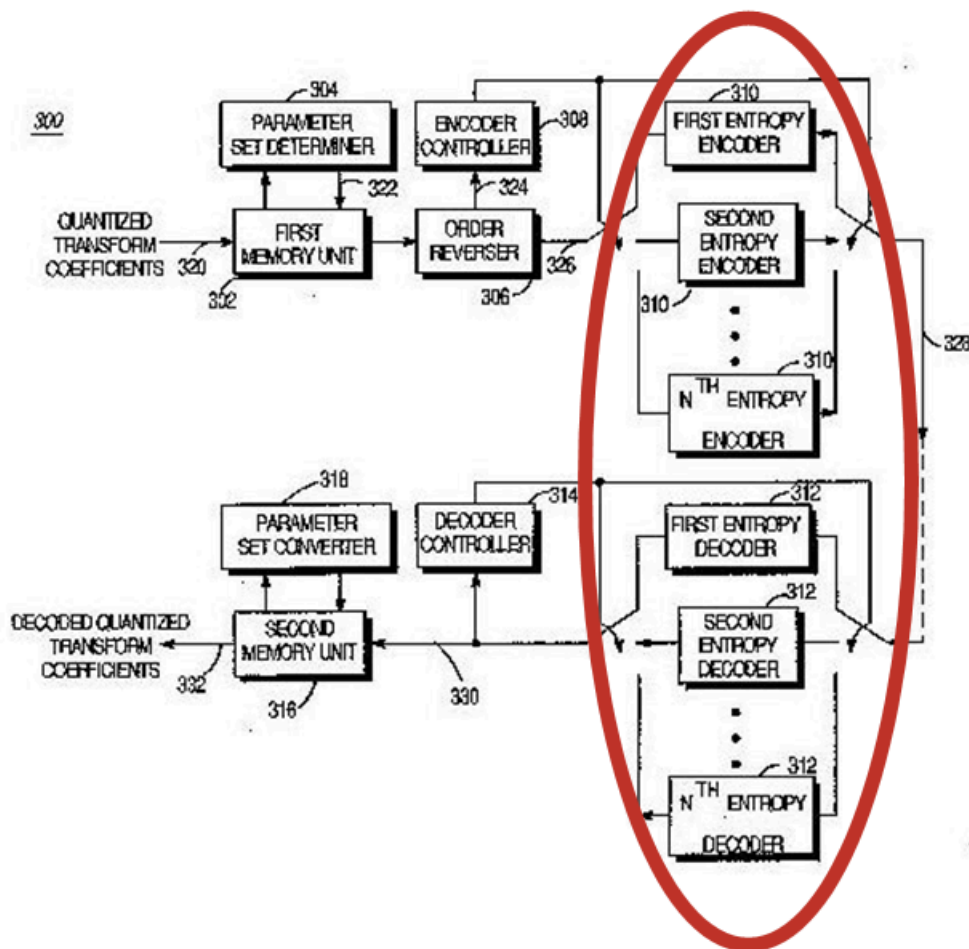 300
304
PARAMETER
SET DETERMINER
322
ENCODER
CONTROLLER
308
324
310
FIRST ENTROPY
ENCODER
QUANTIZED
TRANSFORM
COEFFICIENTS
320
FIRST
MEMORY UNIT
302
ORDER
REVERSER
306
326
SECOND
ENTROPY
ENCODER
310
328
310
N TH ENTROPY
ENCODER
318
PARAMETER
SET CONVERTER
DECODER
CONTROLLER
314
312
FIRST ENTROPY
DECODER
DECODED QUANTIZED
TRANSFORM
COEFFICIENTS
332
SECOND
MEMORY UNIT
316
330
312
SECOND
ENTROPY
DECODER
312
N TH ENTROPY
DECODER